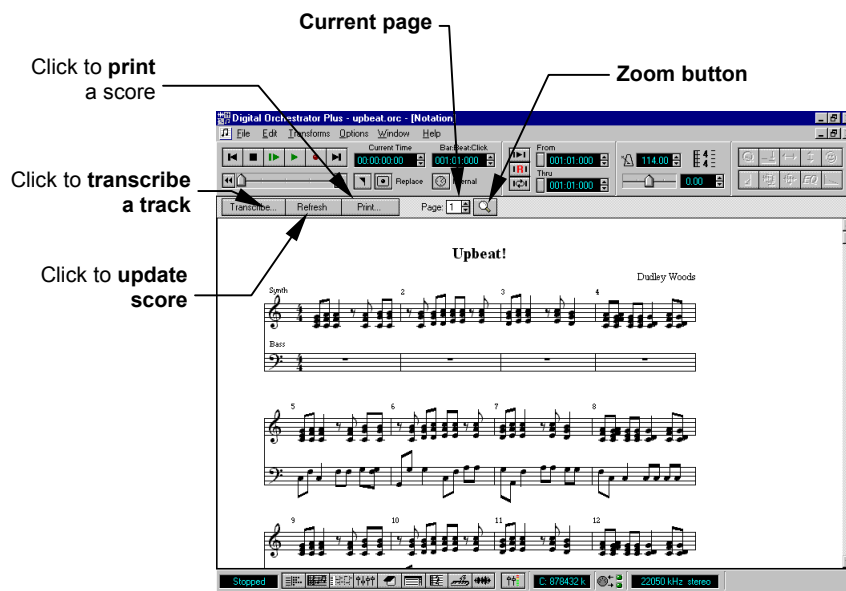 Current page
Click to print
a score
Zoom button
Digital Orchestrator Plus - upbeat.orc - [Notation]
File Edit Transforms Options Window Help
Current Time Bar:Beat:Click
00:00:00:00 001:01:000
From
001:01:000
Thru
001:01:000
114.00
4
4
Replace
Internal
0.00
EQ
Click to transcribe
a track
Transcribe... Refresh Print... Page: 1
Click to update
score
Upbeat!
Dudley Woods
Synth
2 3 4
Bass
5 6 7 8
9 10 11 12
Stopped C: 878432 k 22050 kHz stereo